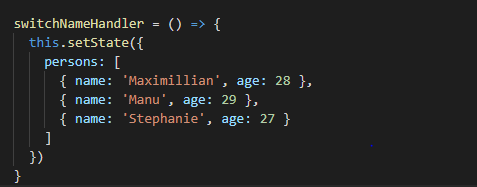 switchNameHandler = () => {
this.setState({
persons: [
{ name: 'Maximillian', age: 28 },
{ name: 'Manu', age: 29 },
{ name: 'Stephanie', age: 27 }
]
})
}